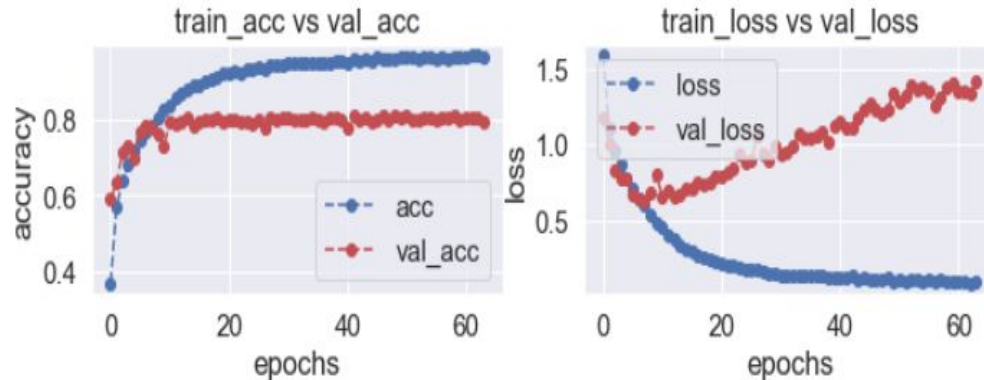 train_acc vs val_acc
accuracy
0.8
0.6
0.4
acc
val_acc
0
20
40
60
epochs
train_loss vs val_loss
loss
1.5
1.0
0.5
loss
val_loss
0
20
40
60
epochs